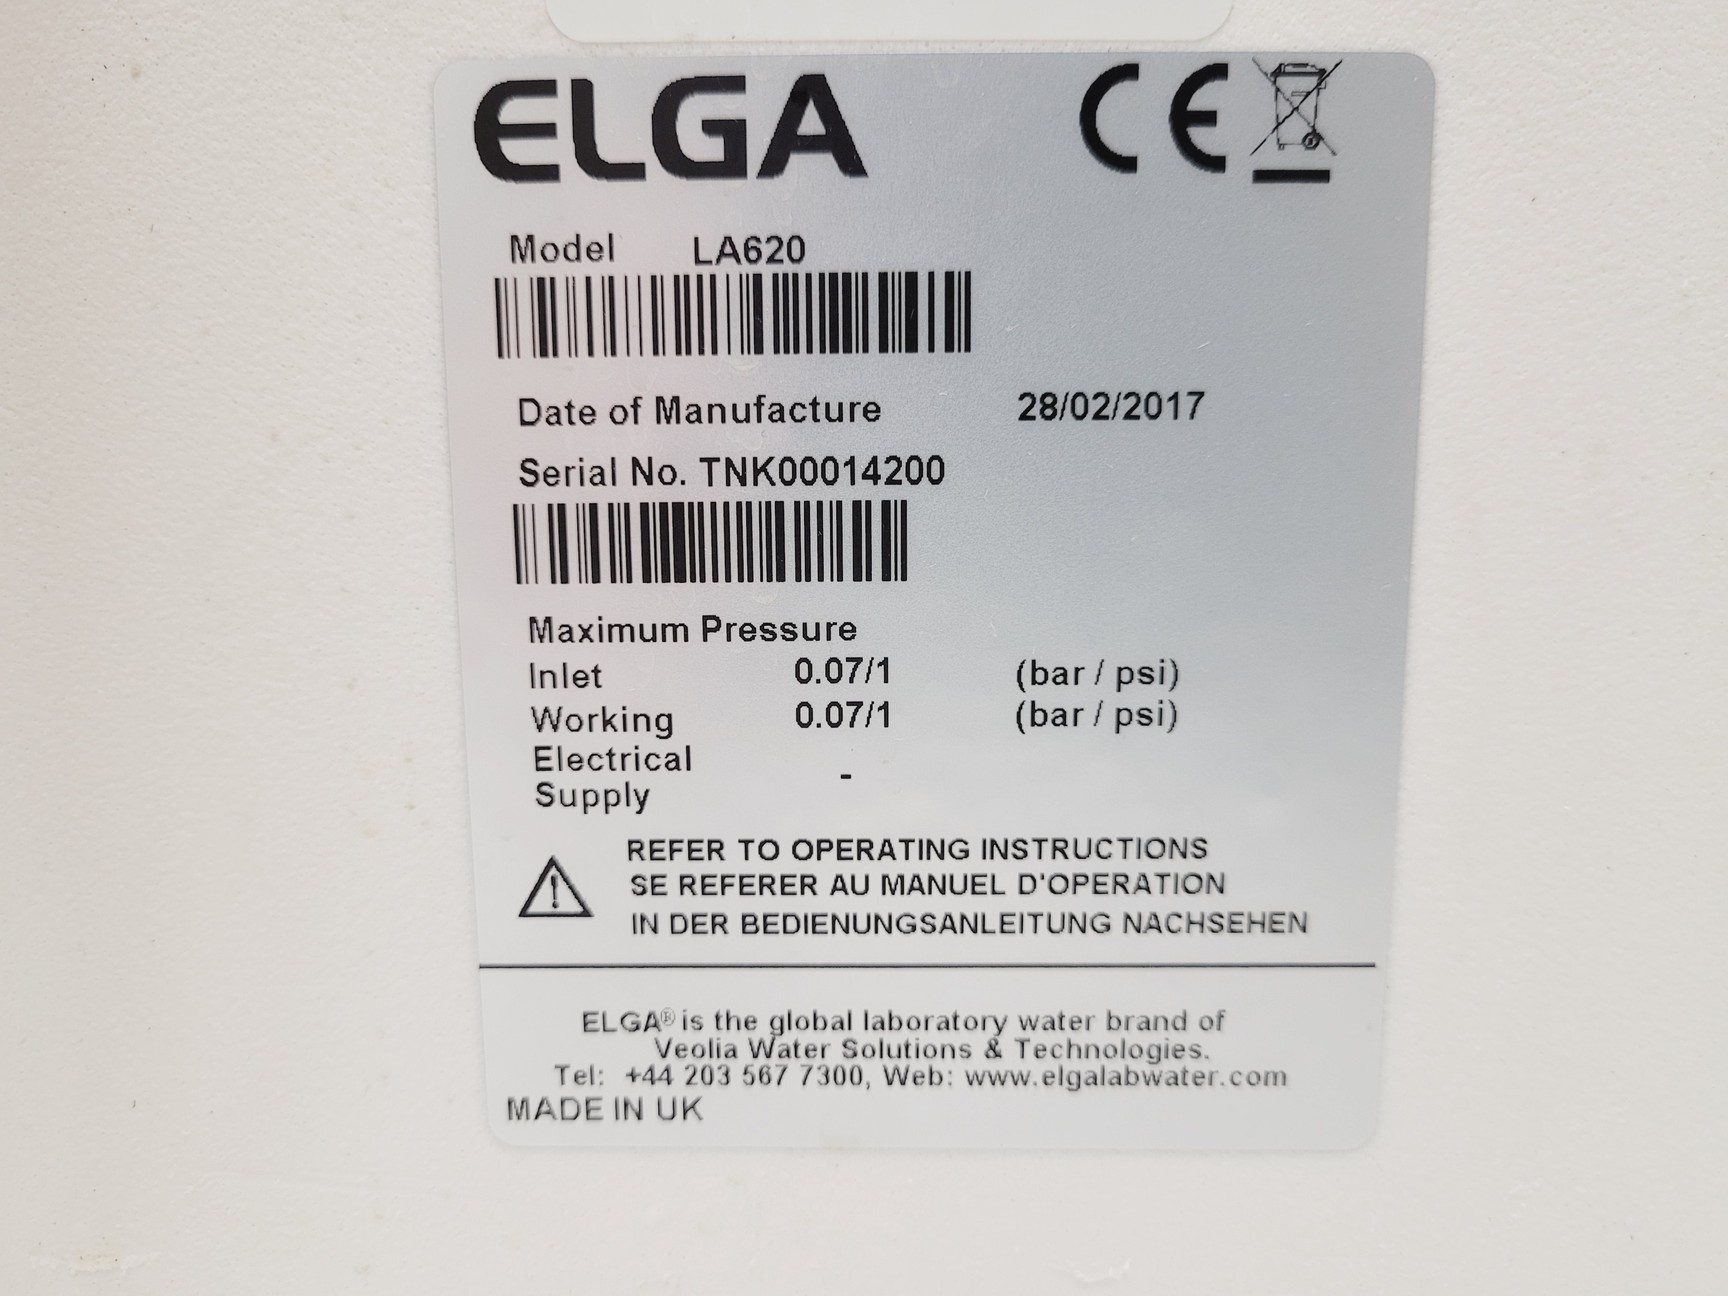 ELGA CE
Model LA620
Date of Manufacture 28/02/2017
Serial No. TNK00014200
Maximum Pressure
Inlet 0.07/1 (bar / psi)
Working 0.07/1 (bar / psi)
Electrical
Supply -
REFER TO OPERATING INSTRUCTIONS
SE REFERER AU MANUEL D'OPERATION
IN DER BEDIENUNGSANLEITUNG NACHSEHEN
ELGA® is the global laboratory water brand of
Veolia Water Solutions & Technologies.
Tel: +44 203 567 7300, Web: www.elgalabwater.com
MADE IN UK